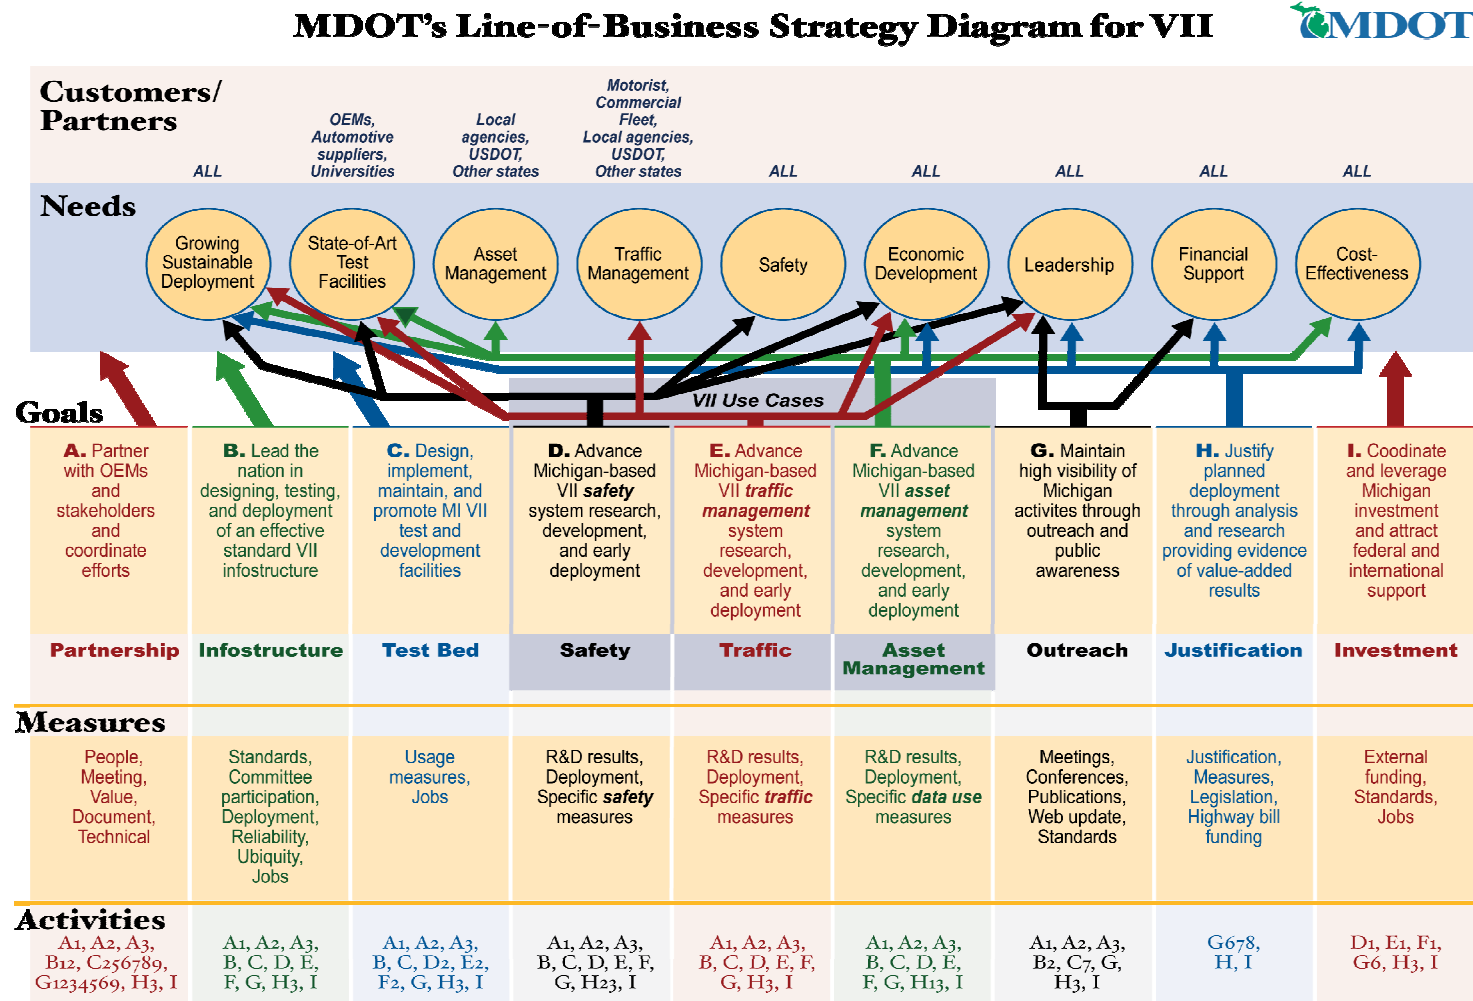 MDOT's Line-of-Business Strategy Diagram for VII
MDOT
Customers/
Partners
ALL
OEMs,
Automotive
suppliers,
Universities
Local
agencies,
USDOT,
Other states
Motorist,
Commercial
Fleet,
Local agencies,
USDOT,
Other states
ALL
ALL
ALL
ALL
ALL
Needs
Growing
Sustainable
Deployment
State-of-Art
Test
Facilities
Asset
Management
Traffic
Management
Safety
Economic
Development
Leadership
Financial
Support
Cost-
Effectiveness
VII Use Cases
Goals
A. Partner
with OEMs
and
stakeholders
and
coordinate
efforts
B. Lead the
nation in
designing, testing,
and deployment
of an effective
standard VII
infostructure
C. Design,
implement,
maintain, and
promote MI VII
test and
development
facilities
D. Advance
Michigan-based
VII safety
system research,
development,
and early
deployment
E. Advance
Michigan-based
VII traffic
management
system
research,
development,
and early
deployment
F. Advance
Michigan-based
VII asset
management
system
research,
development,
and early
deployment
G. Maintain
high visibility of
Michigan
activites through
outreach and
public
awareness
H. Justify
planned
deployment
through analysis
and research
providing evidence
of value-added
results
I. Coodinate
and leverage
Michigan
investment
and attract
federal and
international
support
Partnership
Infostructure
Test Bed
Safety
Traffic
Asset
Management
Outreach
Justification
Investment
Measures
People,
Meeting,
Value,
Document,
Technical
Standards,
Committee
participation,
Deployment,
Reliability,
Ubiquity,
Jobs
Usage
measures,
Jobs
R&D results,
Deployment,
Specific safety
measures
R&D results,
Deployment,
Specific traffic
measures
R&D results,
Deployment,
Specific data use
measures
Meetings,
Conferences,
Publications,
Web update,
Standards
Justification,
Measures,
Legislation,
Highway bill
funding
External
funding,
Standards,
Jobs
Activities
A1, A2, A3,
B12, C256789,
G1234569, H3, I
A1, A2, A3,
B, C, D, E,
F, G, H3, I
A1, A2, A3,
B, C, D2, E2,
F2, G, H3, I
A1, A2, A3,
B, C, D, E, F,
G, H23, I
A1, A2, A3,
B, C, D, E, F,
G, H3, I
A1, A2, A3,
B, C, D, E,
F, G, H13, I
A1, A2, A3,
B2, C7, G,
H3, I
G678,
H, I
D1, E1, F1,
G6, H3, I